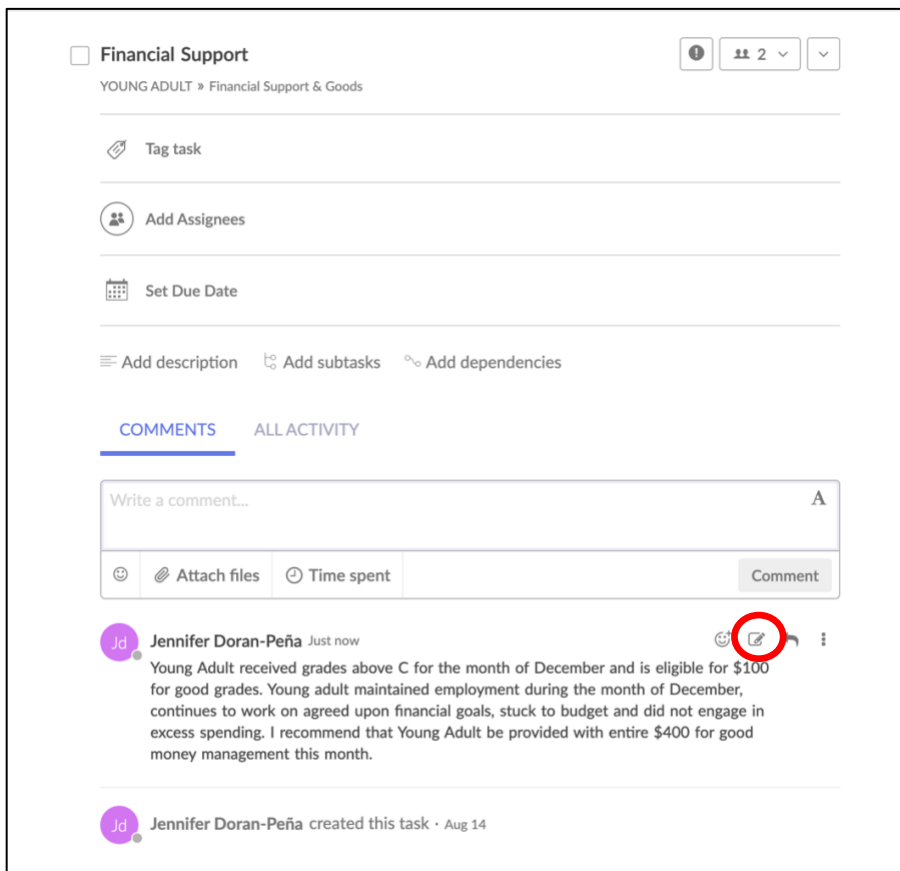 Financial Support
2
YOUNG ADULT » Financial Support & Goods
Tag task
Add Assignees
Set Due Date
Add description Add subtasks Add dependencies
COMMENTS ALL ACTIVITY
Write a comment... A
Attach files Time spent Comment
Jd Jennifer Doran-Peña Just now
Young Adult received grades above C for the month of December and is eligible for $100
for good grades. Young adult maintained employment during the month of December,
continues to work on agreed upon financial goals, stuck to budget and did not engage in
excess spending. I recommend that Young Adult be provided with entire $400 for good
money management this month.
Jd Jennifer Doran-Peña created this task · Aug 14